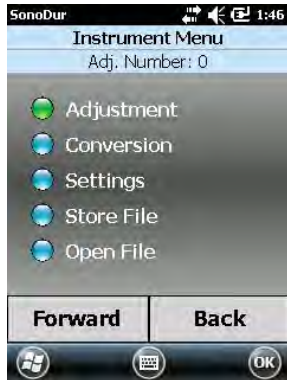 SonoDur 1:46
Instrument Menu
Adj. Number: 0
Adjustment
Conversion
Settings
Store File
Open File
Forward Back
OK